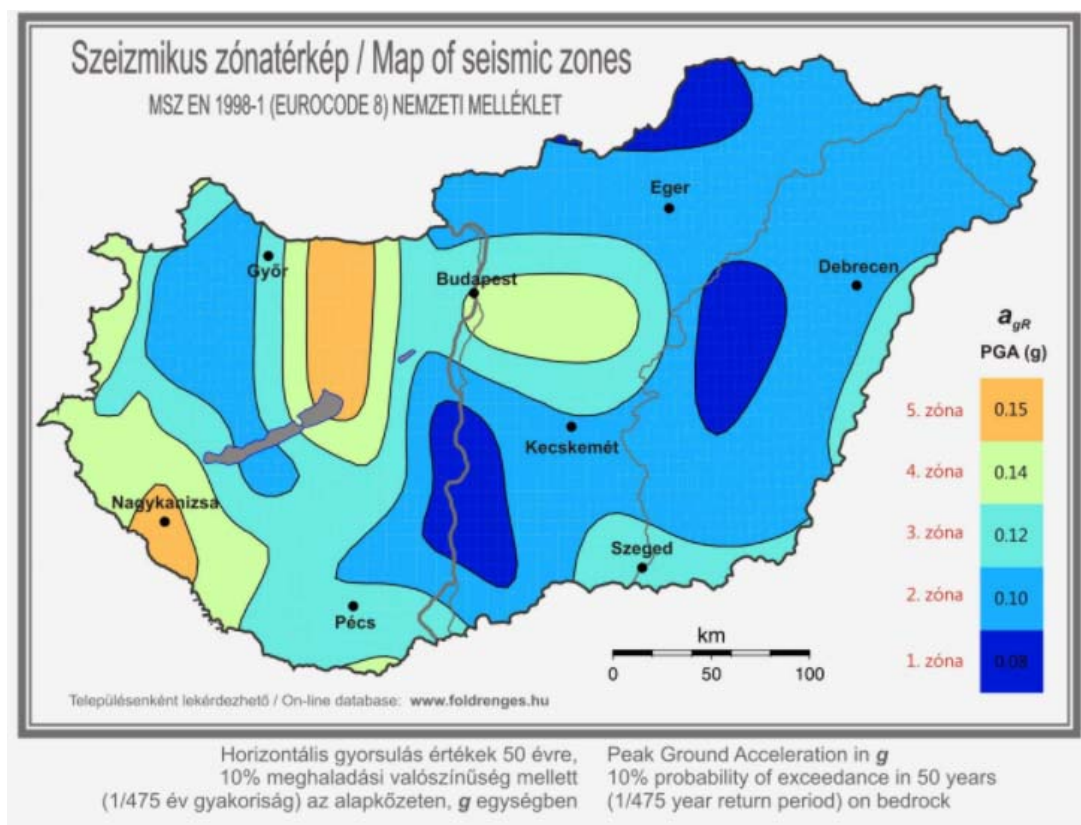 Szeizmikus zónatérkép / Map of seismic zones
MSZ EN 1998-1 (EUROCODE 8) NEMZETI MELLÉKLET
Eger
Győr
Budapest
Debrecen
a gR
PGA (g)
5. zóna 0.15
Kecskemét
4. zóna 0.14
Nagykanizsa
3. zóna 0.12
Szeged
2. zóna 0.10
Pécs
km
1. zóna 0.08
0 50 100
Településenként lekérdezhető / On-line database: www.foldrenges.hu
Horizontális gyorsulás értékek 50 évre,
10% meghaladási valószínűség mellett
(1/475 év gyakoriság) az alapkőzeten, g egységben
Peak Ground Acceleration in g
10% probability of exceedance in 50 years
(1/475 year return period) on bedrock